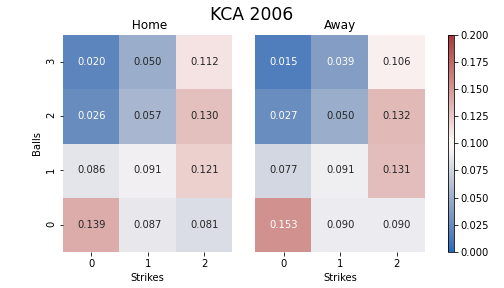 KCA 2006
Home Away
3 0.020 0.050 0.112 0.015 0.039 0.106
2 0.026 0.057 0.130 0.027 0.050 0.132
1 0.086 0.091 0.121 0.077 0.091 0.131
0 0.139 0.087 0.081 0.153 0.090 0.090
Balls
0 1 2 0 1 2
Strikes Strikes
0.200
0.175
0.150
0.125
0.100
0.075
0.050
0.025
0.000